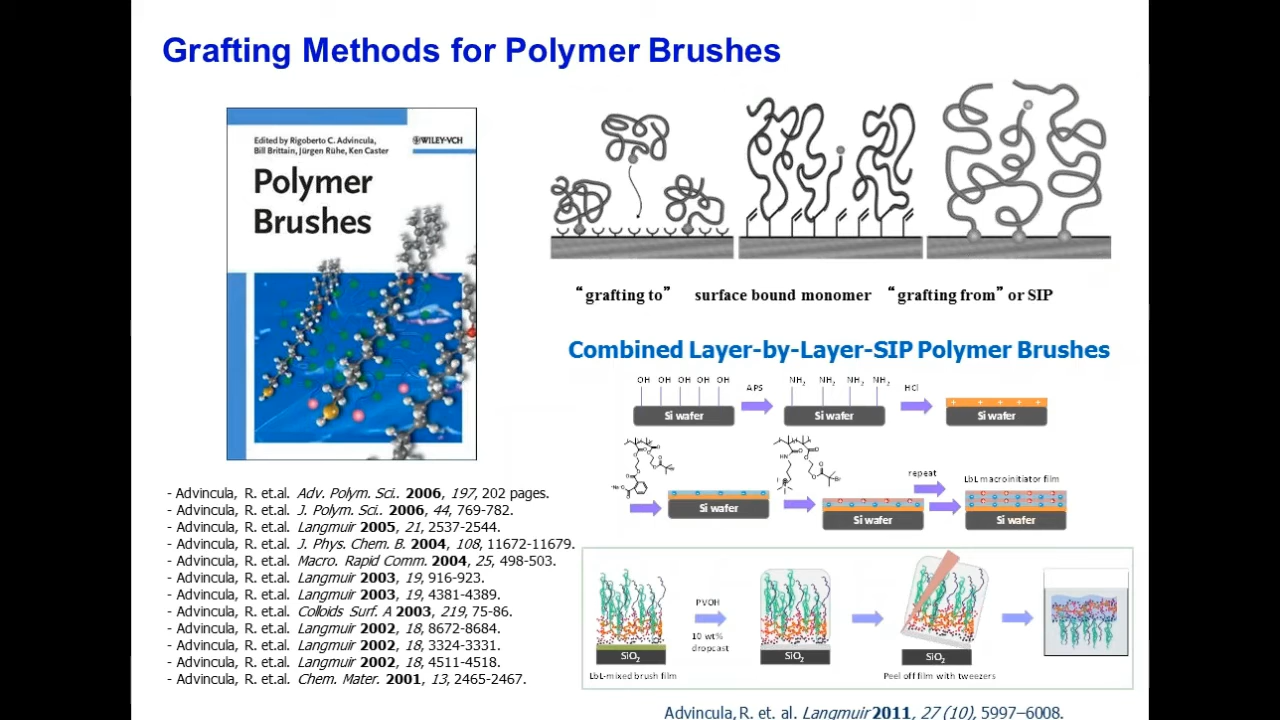 Grafting Methods for Polymer Brushes
Edited by Rigoberto C. Advincula,
Bill Brittain, Jürgen Rühe, Ken Caster
WILEY-VCH
Polymer
Brushes
“grafting to” surface bound monomer “grafting from” or SIP
Combined Layer-by-Layer-SIP Polymer Brushes
OH OH OH OH OH
APS
NH2 NH2 NH2 NH2
HCl
+ + + + +
Si wafer
Si wafer
Si wafer
repeat
LbL macroinitiator film
Si wafer
Si wafer
Si wafer
- Advincula, R. et.al. Adv. Polym. Sci.. 2006, 197, 202 pages.
- Advincula, R. et.al. J. Polym. Sci.. 2006, 44, 769-782.
- Advincula, R. et.al. Langmuir 2005, 21, 2537-2544.
- Advincula, R. et.al. J. Phys. Chem. B. 2004, 108, 11672-11679.
- Advincula, R. et.al. Macro. Rapid Comm. 2004, 25, 498-503.
- Advincula, R. et.al. Langmuir 2003, 19, 916-923.
- Advincula, R. et.al. Langmuir 2003, 19, 4381-4389.
- Advincula, R. et.al. Colloids Surf. A 2003, 219, 75-86.
- Advincula, R. et.al. Langmuir 2002, 18, 8672-8684.
- Advincula, R. et.al. Langmuir 2002, 18, 3324-3331.
- Advincula, R. et.al. Langmuir 2002, 18, 4511-4518.
- Advincula, R. et.al. Chem. Mater. 2001, 13, 2465-2467.
PVOH
10 wt%
dropcast
SiO2
SiO2
SiO2
LbL-mixed brush film
Peel off film with tweezers
Advincula, R. et. al. Langmuir 2011, 27 (10), 5997–6008.